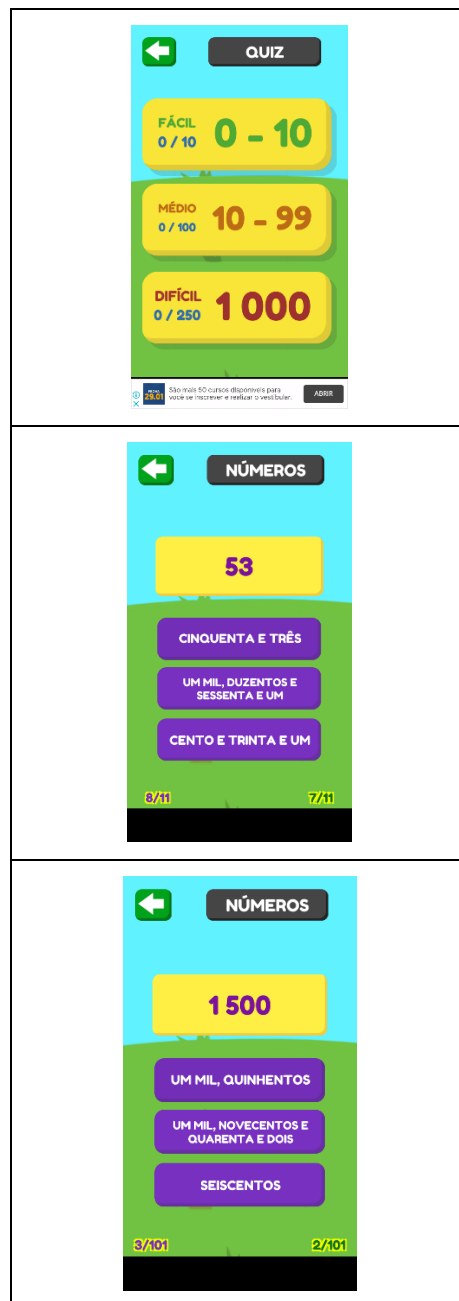 QUIZ
FÁCIL
0 / 10
0 - 10
MÉDIO
0 / 100
10 - 99
DIFÍCIL
0 / 250
1 000
PROVA
29.01
São mais 50 cursos disponíveis para
você se inscrever e realizar o vestibular.
ABRIR
NÚMEROS
53
CINQUENTA E TRÊS
UM MIL, DUZENTOS E
SESSENTA E UM
CENTO E TRINTA E UM
8/11
7/11
NÚMEROS
1 500
UM MIL, QUINHENTOS
UM MIL, NOVECENTOS E
QUARENTA E DOIS
SEISCENTOS
3/101
2/101